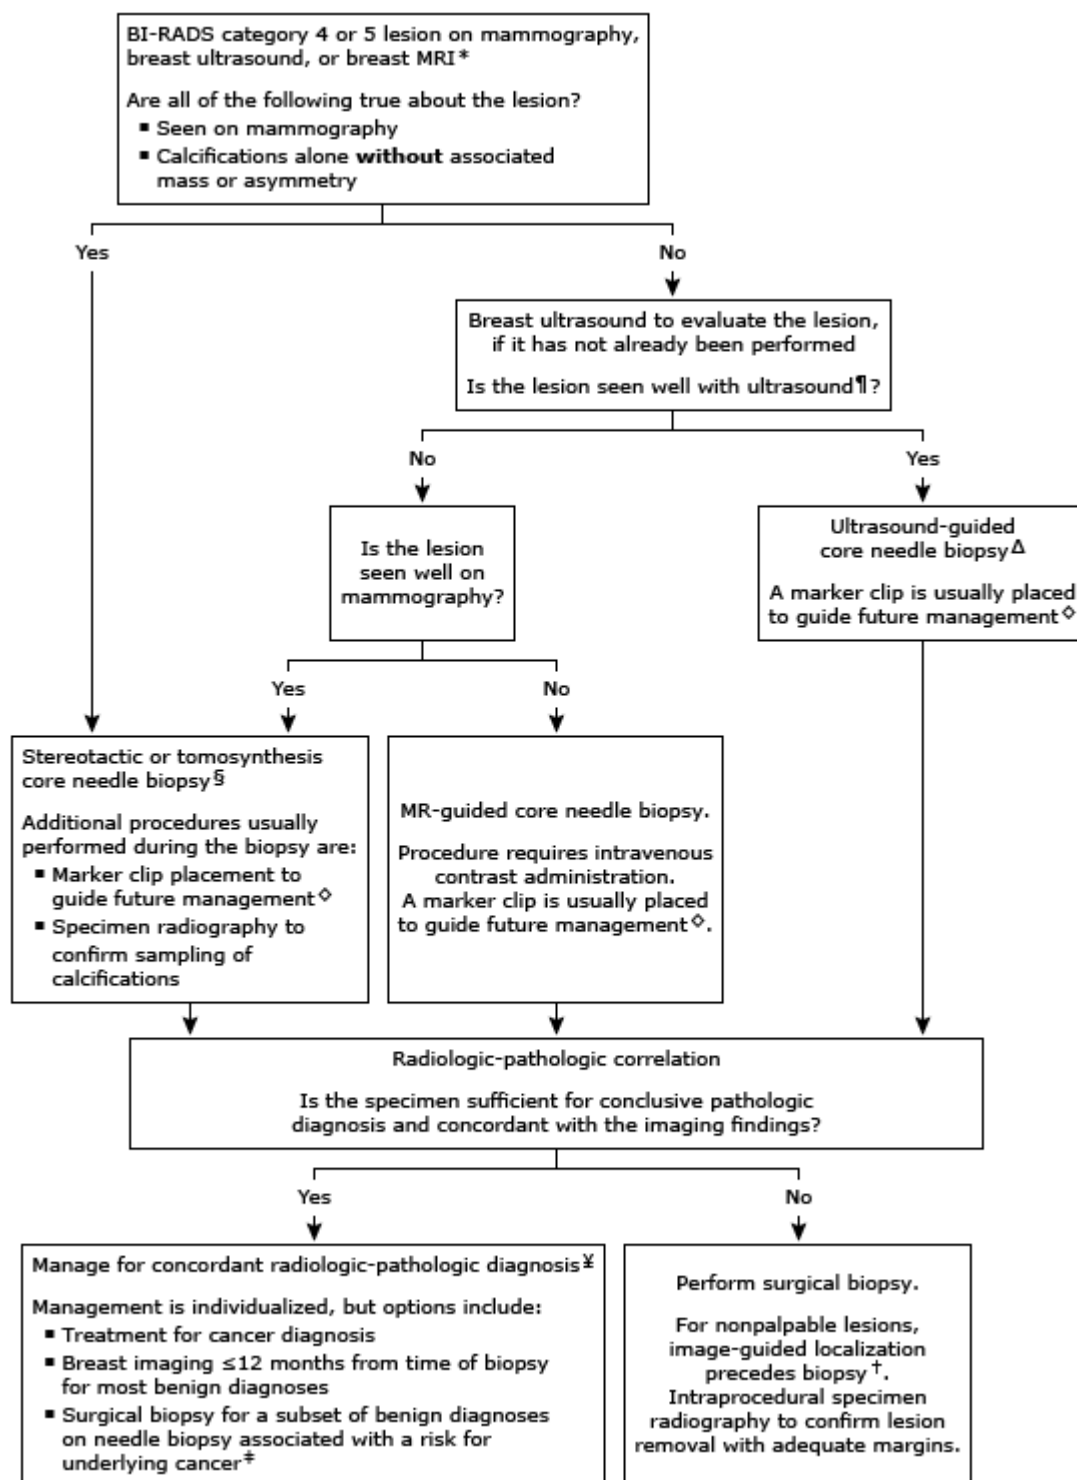 BI-RADS category 4 or 5 lesion on mammography,
breast ultrasound, or breast MRI*
Are all of the following true about the lesion?
▪ Seen on mammography
▪ Calcifications alone without associated
mass or asymmetry
Yes
No
Breast ultrasound to evaluate the lesion,
if it has not already been performed
Is the lesion seen well with ultrasound¶?
No
Yes
Is the lesion
seen well on
mammography?
Ultrasound-guided
core needle biopsyΔ
A marker clip is usually placed
to guide future management◇
Yes
No
Stereotactic or tomosynthesis
core needle biopsy§
Additional procedures usually
performed during the biopsy are:
▪ Marker clip placement to
guide future management◇
▪ Specimen radiography to
confirm sampling of
calcifications
MR-guided core needle biopsy.
Procedure requires intravenous
contrast administration.
A marker clip is usually placed
to guide future management◇.
Radiologic-pathologic correlation
Is the specimen sufficient for conclusive pathologic
diagnosis and concordant with the imaging findings?
Yes
No
Manage for concordant radiologic-pathologic diagnosis¥
Management is individualized, but options include:
▪ Treatment for cancer diagnosis
▪ Breast imaging ≤12 months from time of biopsy
for most benign diagnoses
▪ Surgical biopsy for a subset of benign diagnoses
on needle biopsy associated with a risk for
underlying cancer‡
Perform surgical biopsy.
For nonpalpable lesions,
image-guided localization
precedes biopsy†.
Intraprocedural specimen
radiography to confirm lesion
removal with adequate margins.